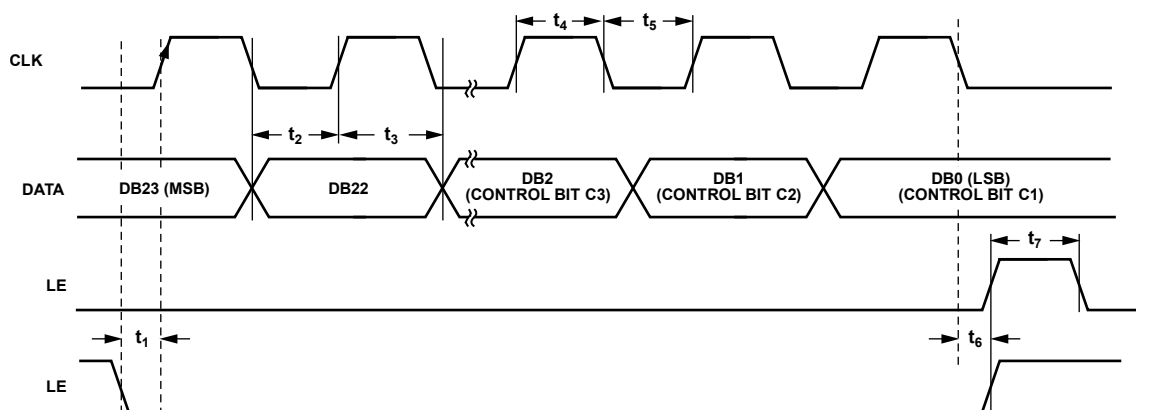 t4
t5
CLK
t2
t3
DATA
DB23 (MSB)
DB22
DB2
(CONTROL BIT C3)
DB1
(CONTROL BIT C2)
DB0 (LSB)
(CONTROL BIT C1)
t7
LE
t1
t6
LE